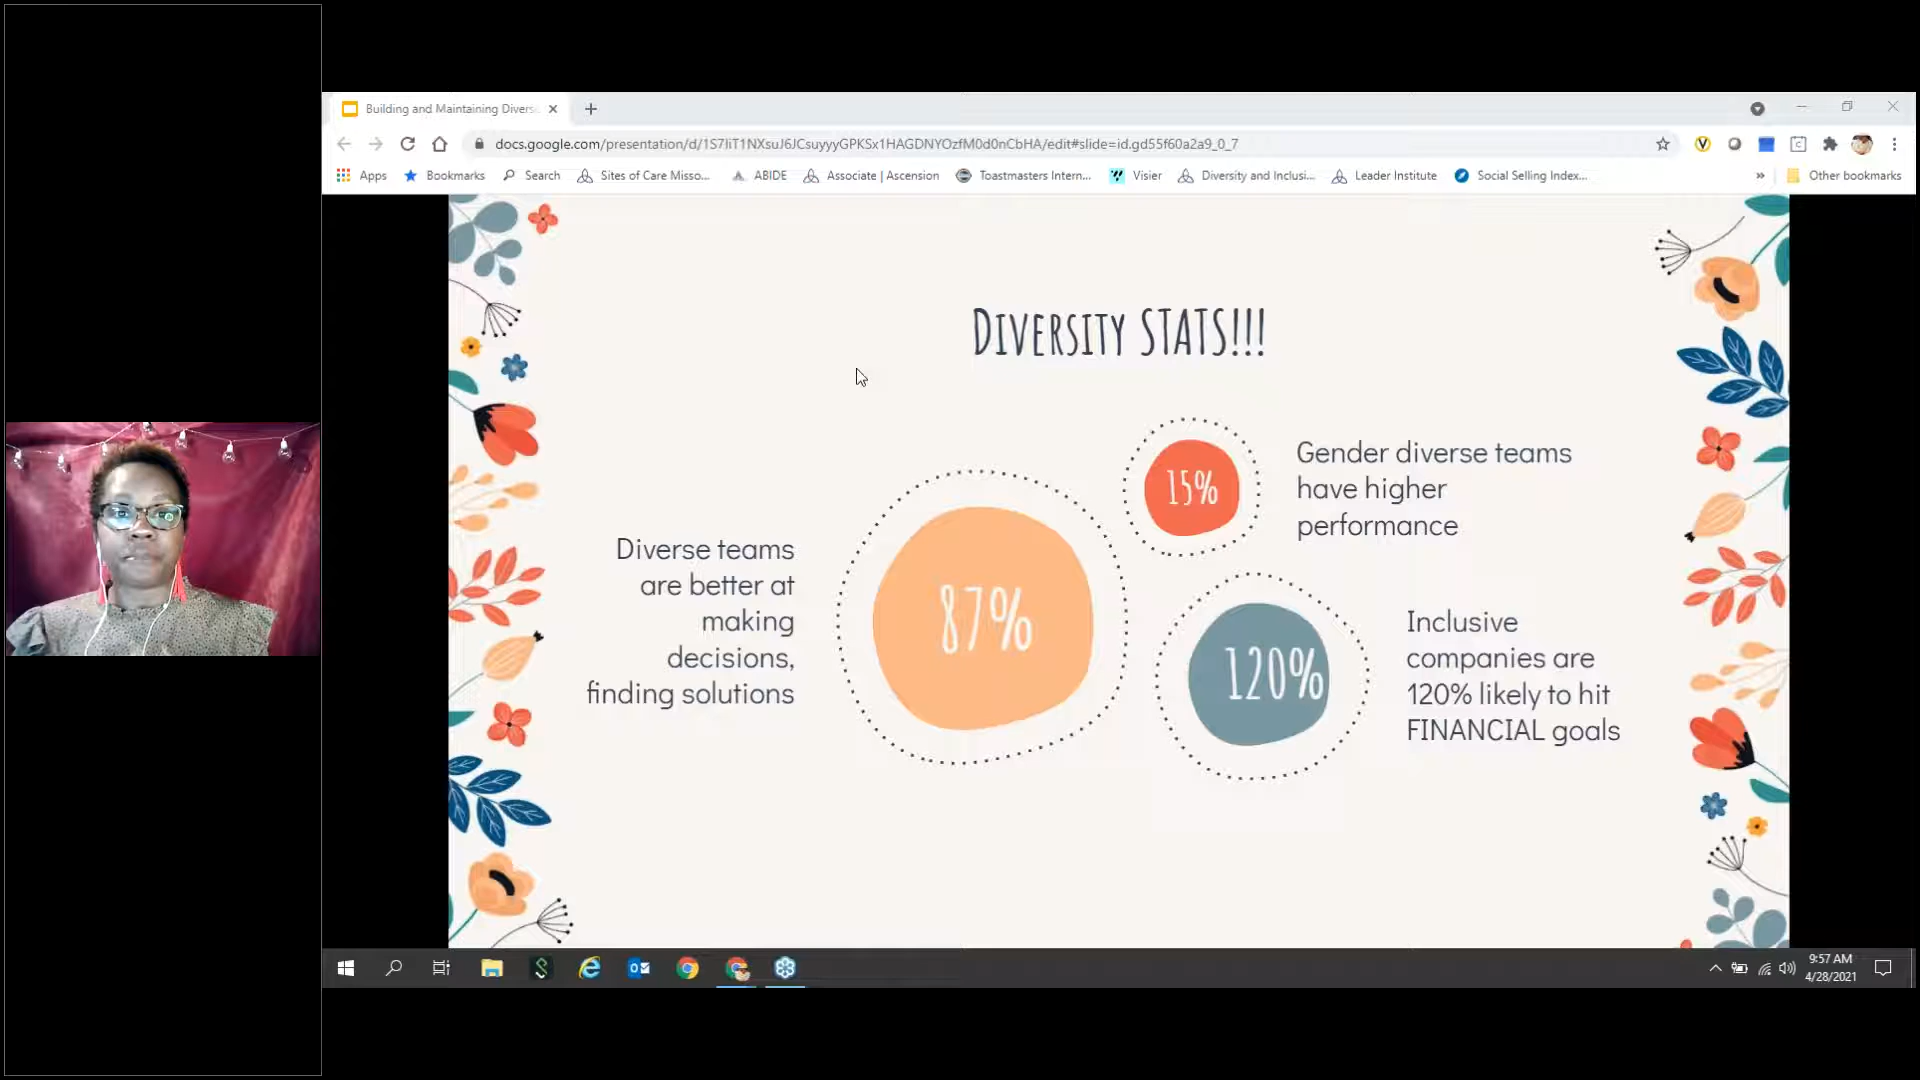 Building and Maintaining Divers
docs.google.com/presentation/d/1S7IiT1NXsuJ6JCsuyyyGPKSx1HAGDNYOzfM0d0nCbHA/edit#slide=id.gd55f60a2a9_0_7
Apps
Bookmarks
Search
Sites of Care Misso...
ABIDE
Associate | Ascension
Toastmasters Intern...
Visier
Diversity and Inclusi...
Leader Institute
Social Selling Index...
»
Other bookmarks
DIVERSITY STATS!!!
15%
Gender diverse teams
have higher
performance
Diverse teams
are better at
making
decisions,
finding solutions
87%
120%
Inclusive
companies are
120% likely to hit
FINANCIAL goals
9:57 AM
4/28/2021